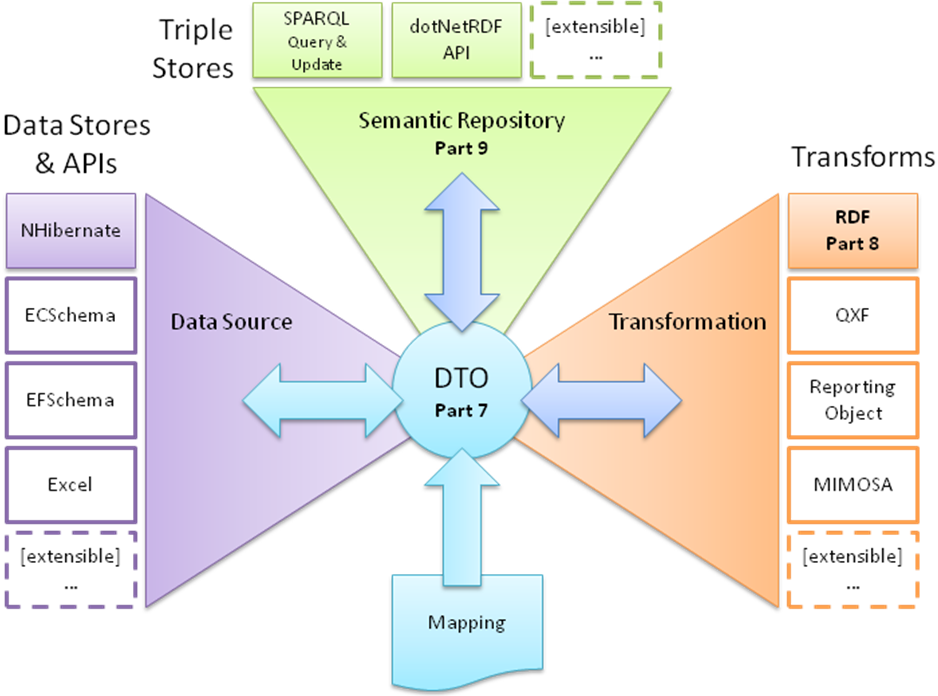 Triple
Stores
SPARQL
Query &
Update
dotNetRDF
API
[extensible]
...
Semantic Repository
Part 9
Data Stores
& APIs
NHibernate
ECSchema
EFSchema
Excel
[extensible]
...
Data Source
DTO
Part 7
Transformation
Transforms
RDF
Part 8
QXF
Reporting
Object
MIMOSA
[extensible]
...
Mapping